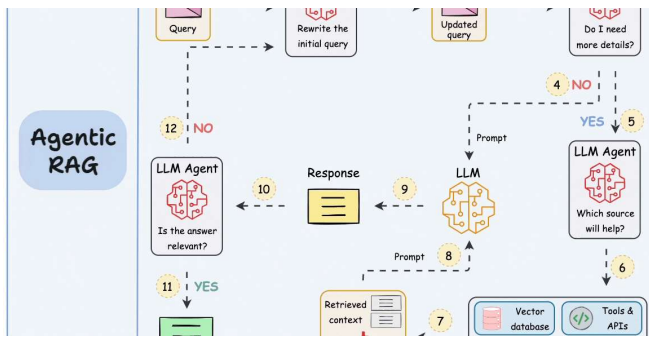 Query
Rewrite the
initial query
Updated
query
Do I need
more details?
4 NO
12 NO
YES 5
Prompt
Agentic
RAG
LLM Agent
Is the answer
relevant?
10
Response
9
LLM
LLM Agent
Which source
will help?
Prompt 8
6
11 YES
Retrieved
context
7
Vector
database
Tools &
APIs